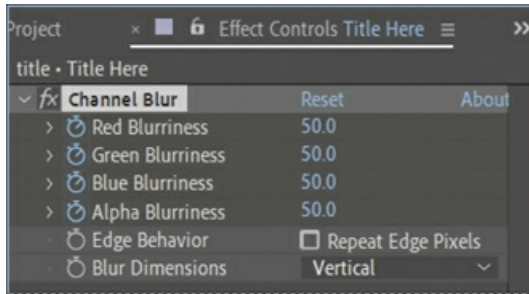 Project × Effect Controls Title Here
title • Title Here
fx Channel Blur Reset About
Red Blurriness 50.0
Green Blurriness 50.0
Blue Blurriness 50.0
Alpha Blurriness 50.0
Edge Behavior Repeat Edge Pixels
Blur Dimensions Vertical